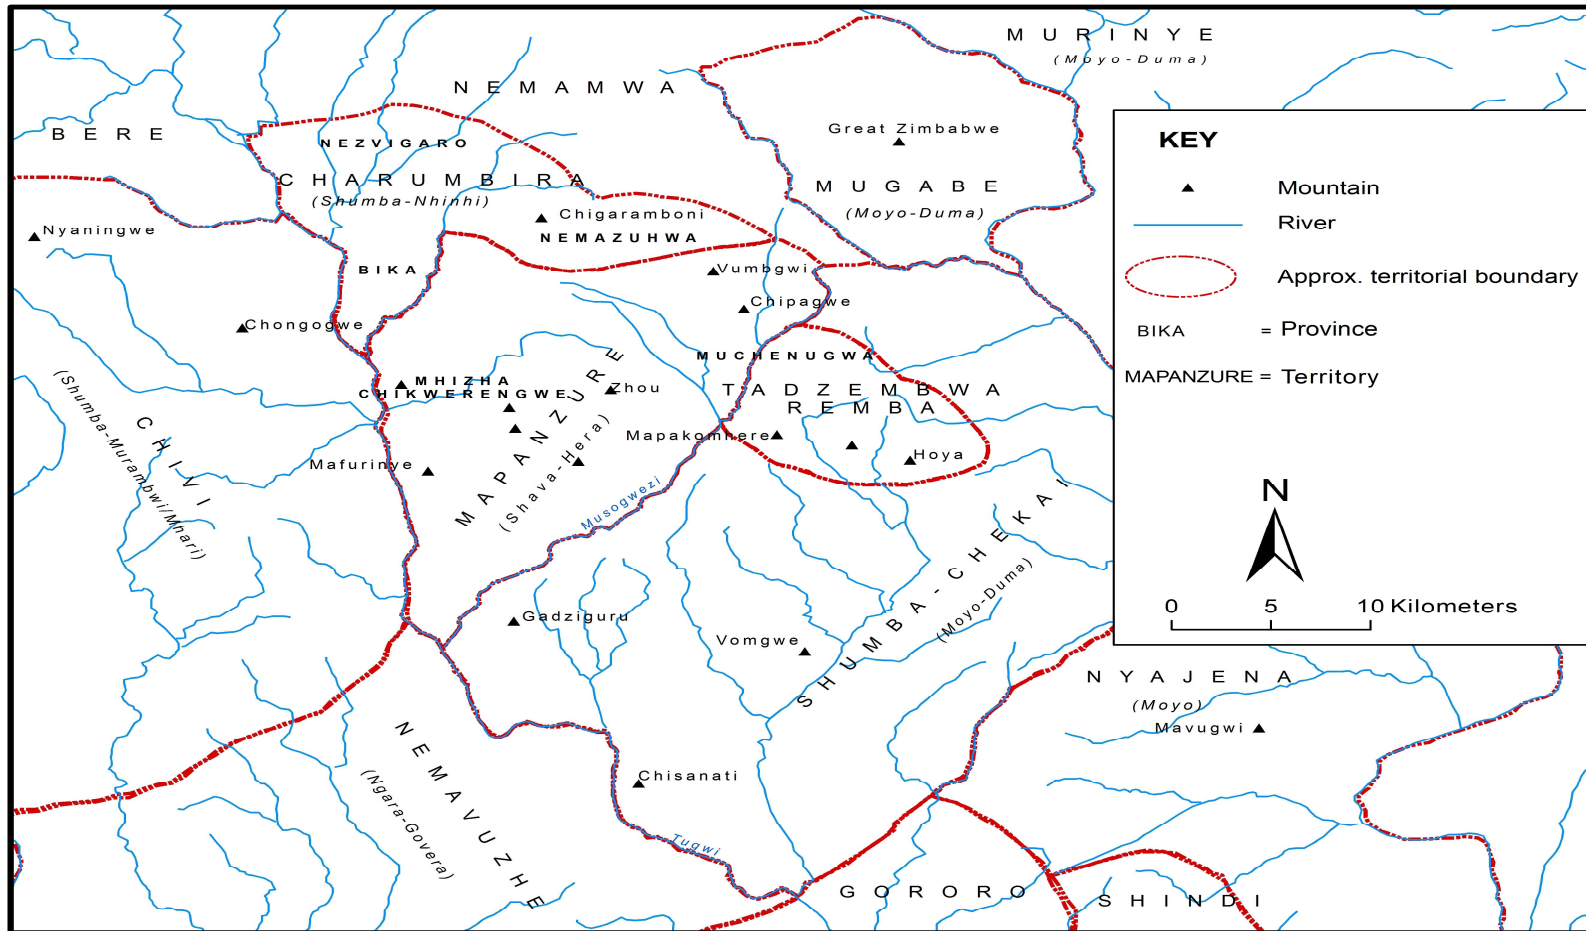 MURINYE
(Moyo-Duma)
NEMAMWA
BERE
Great Zimbabwe
NEZVIGARO
CHARUMBIRA
(Shumba-Nhinhi)
MUGABE
(Moyo-Duma)
Chigaramboni
NEMAZUHWA
Nyaningwe
BIKA
Vumbgwi
Chipagwe
Chongogwe
MUCHENUGWA
MHIZHA
CHIKWERENGWE
Zhou
TADZEMBWA
REMBA
MAPANZURE
(Shava-Hera)
Mapakomhere
Hoya
Mafurinye
CHIVI
(Shumba-Murambwi/Mhari)
Musogwezi
SHUMBA-CHEKAI
(Moyo-Duma)
Gadziguru
Vomgwe
NYAJENA
(Moyo)
Mavugwi
NEMAVUZHE
(Ngara-Govera)
Chisanati
Tugwi
GORORO
SHINDI
KEY
Mountain
River
Approx. territorial boundary
BIKA = Province
MAPANZURE = Territory
N
0 5 10 Kilometers